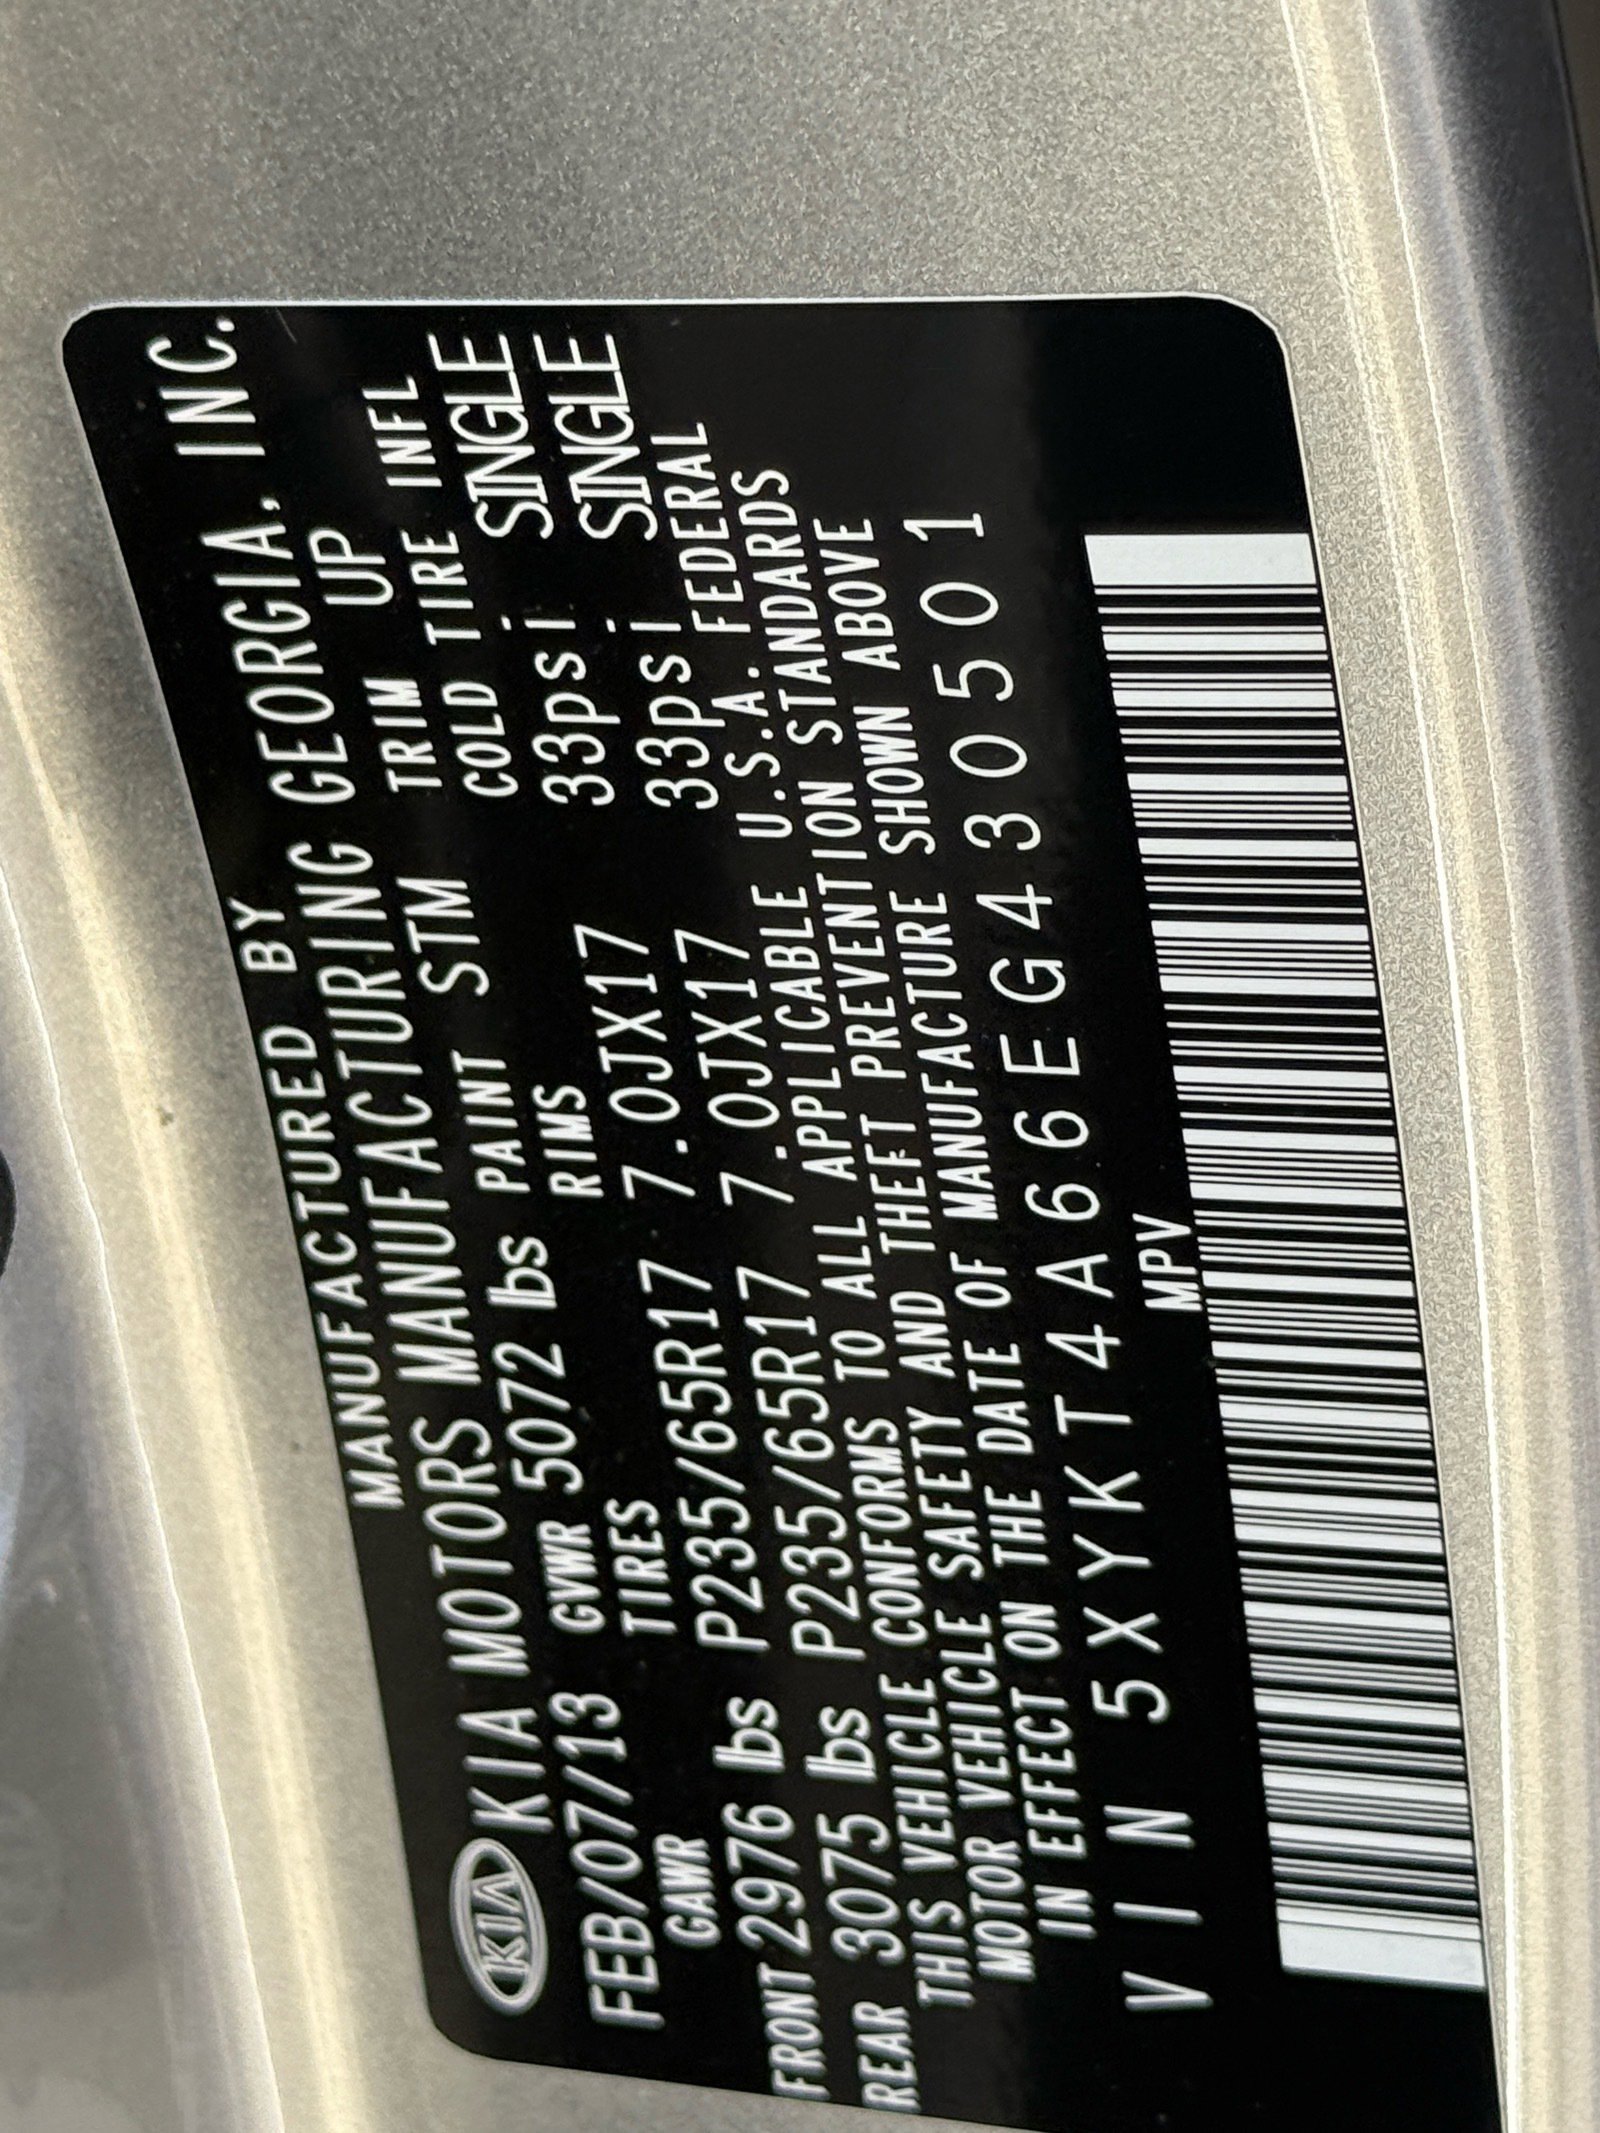 MANUFACTURED BY
KIA KIA MOTORS MANUFACTURING GEORGIA, INC.
FEB/07/13 GVWR 5072 lbs PAINT STM TRIM UP
GAWR TIRES RIMS COLD TIRE INFL
FRONT 2976 lbs P235/65R17 7.0JX17 33psi SINGLE
REAR 3075 lbs P235/65R17 7.0JX17 33psi SINGLE
THIS VEHICLE CONFORMS TO ALL APPLICABLE U.S.A. FEDERAL
MOTOR VEHICLE SAFETY AND THEFT PREVENTION STANDARDS
IN EFFECT ON THE DATE OF MANUFACTURE SHOWN ABOVE
VIN 5XYKT4A66EG430501
MPV